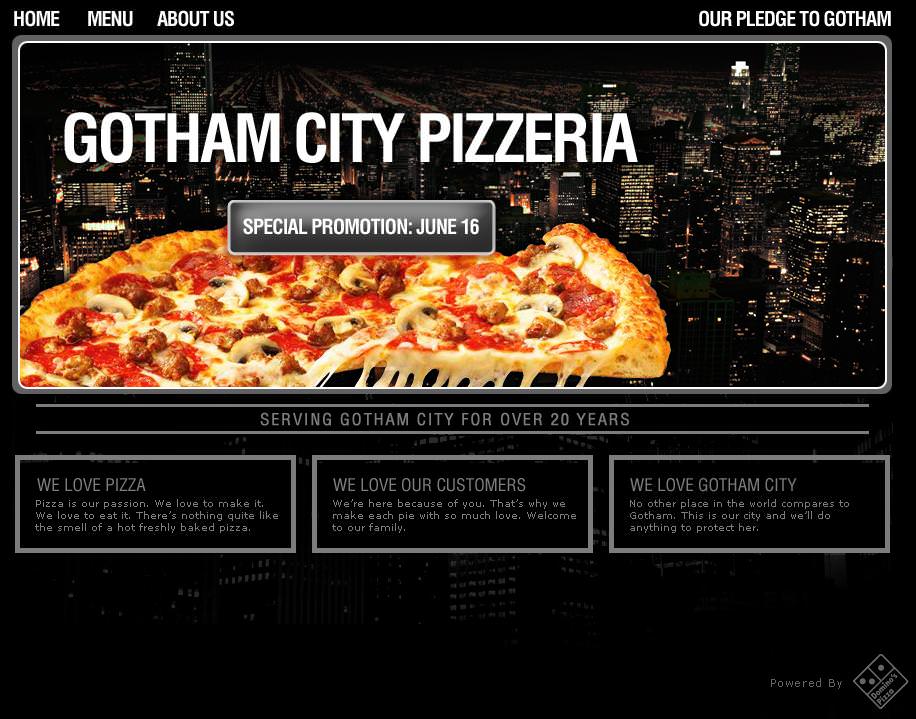 HOME MENU ABOUT US OUR PLEDGE TO GOTHAM
GOTHAM CITY PIZZERIA
SPECIAL PROMOTION: JUNE 16
SERVING GOTHAM CITY FOR OVER 20 YEARS
WE LOVE PIZZA
Pizza is our passion. We love to make it.
We love to eat it. There's nothing quite like
the smell of a hot freshly baked pizza.
WE LOVE OUR CUSTOMERS
We're here because of you. That's why we
make each pie with so much love. Welcome
to our family.
WE LOVE GOTHAM CITY
No other place in the world compares to
Gotham. This is our city and we'll do
anything to protect her.
Powered By
Domino's
Pizza